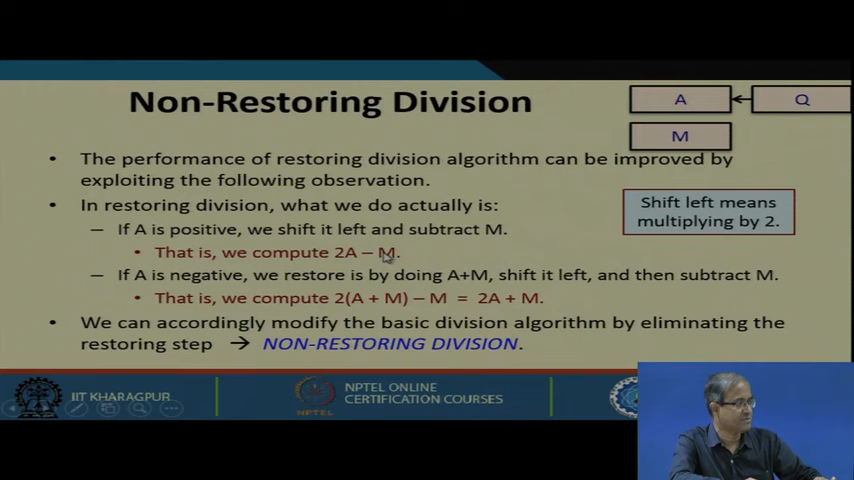 Non-Restoring Division
A
Q
M
• The performance of restoring division algorithm can be improved by
exploiting the following observation.
• In restoring division, what we do actually is:
Shift left means
multiplying by 2.
– If A is positive, we shift it left and subtract M.
• That is, we compute 2A – M.
– If A is negative, we restore is by doing A+M, shift it left, and then subtract M.
• That is, we compute 2(A + M) – M = 2A + M.
• We can accordingly modify the basic division algorithm by eliminating the
restoring step → NON-RESTORING DIVISION.
IIT KHARAGPUR
NPTEL
NPTEL ONLINE
CERTIFICATION COURSES